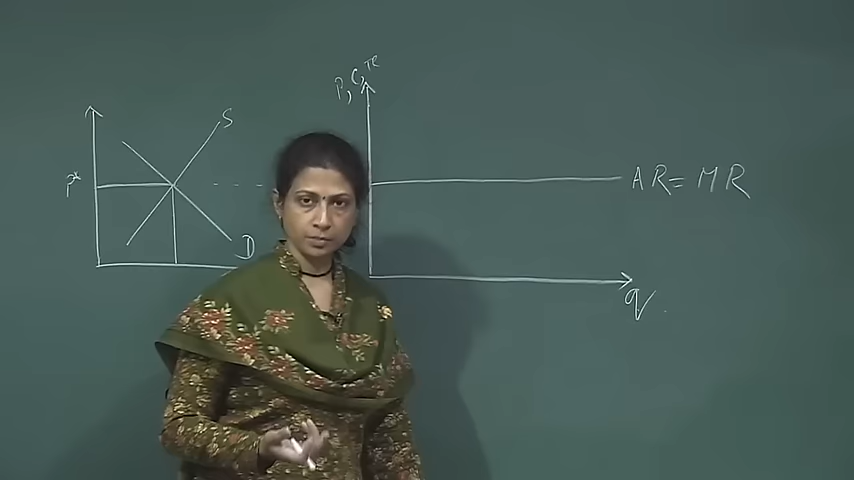 P, C, TR
S
P*
AR = MR
D
q